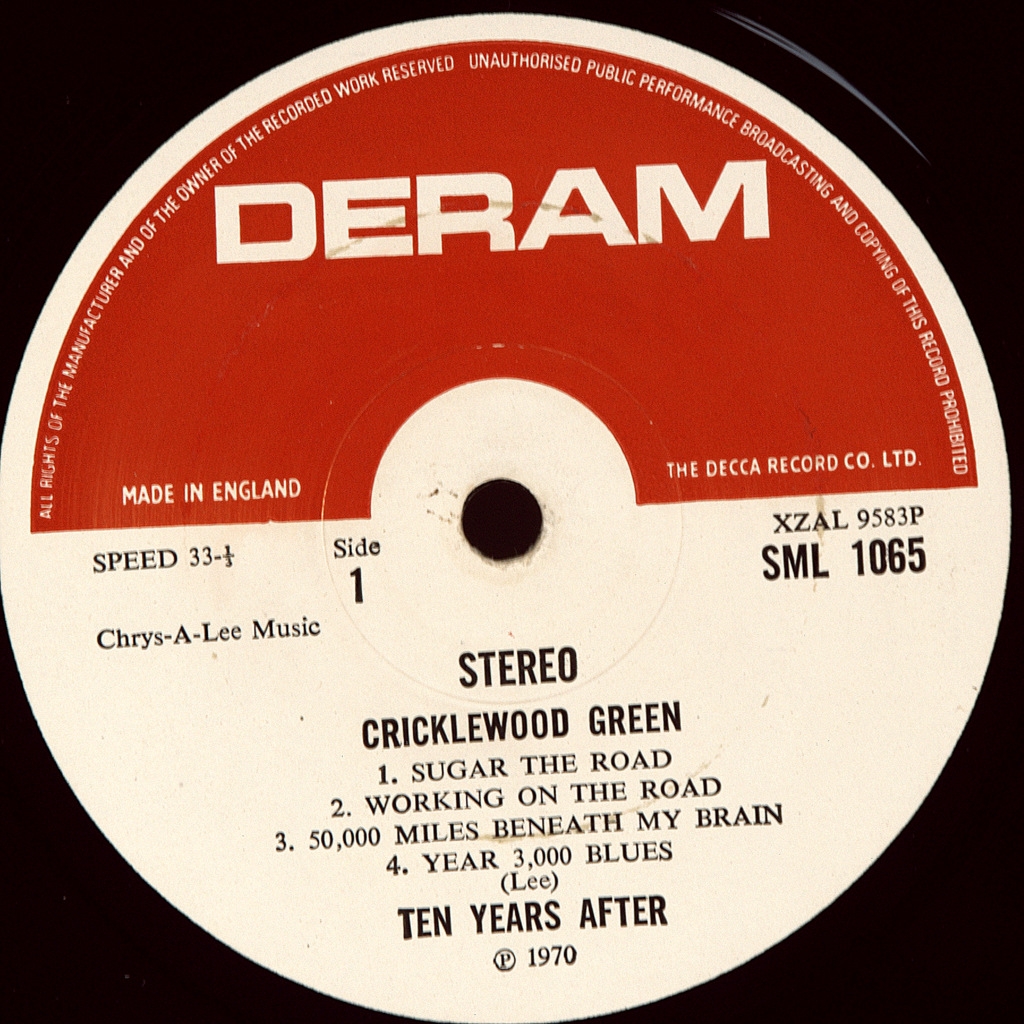 ALL RIGHTS OF THE MANUFACTURER AND OF THE OWNER OF THE RECORDED WORK RESERVED UNAUTHORISED PUBLIC PERFORMANCE BROADCASTING AND COPYING OF THIS RECORD PROHIBITED
DERAM
MADE IN ENGLAND
THE DECCA RECORD CO. LTD.
SPEED 33-⅓
Side
1
XZAL 9583P
SML 1065
Chrys-A-Lee Music
STEREO
CRICKLEWOOD GREEN
1. SUGAR THE ROAD
2. WORKING ON THE ROAD
3. 50,000 MILES BENEATH MY BRAIN
4. YEAR 3,000 BLUES
(Lee)
TEN YEARS AFTER
℗ 1970